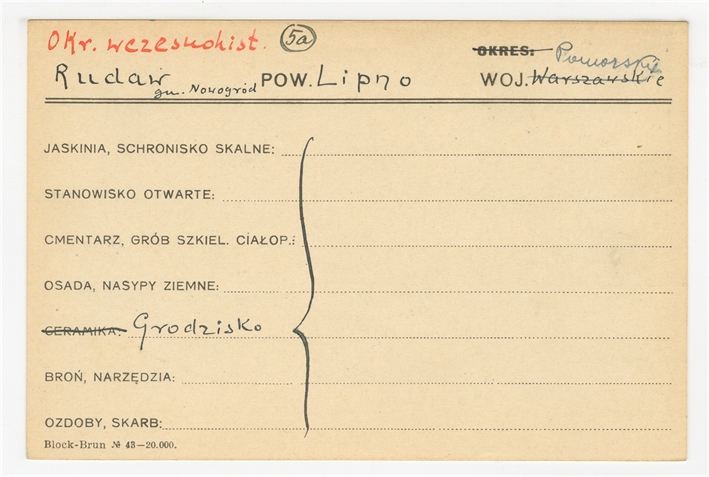 Okr. wczesnohist. 5a OKRES. Pomorskie
Rudaw POW. Lipno WOJ. Warszawskie
gm. Nowogród
JASKINIA, SCHRONISKO SKALNE:
STANOWISKO OTWARTE:
CMENTARZ, GRÓB SZKIEL. CIAŁOP.:
OSADA, NASYPY ZIEMNE:
CERAMIKA: Grodzisko
BROŃ, NARZĘDZIA:
OZDOBY, SKARB:
Block-Brun № 43—20.000.